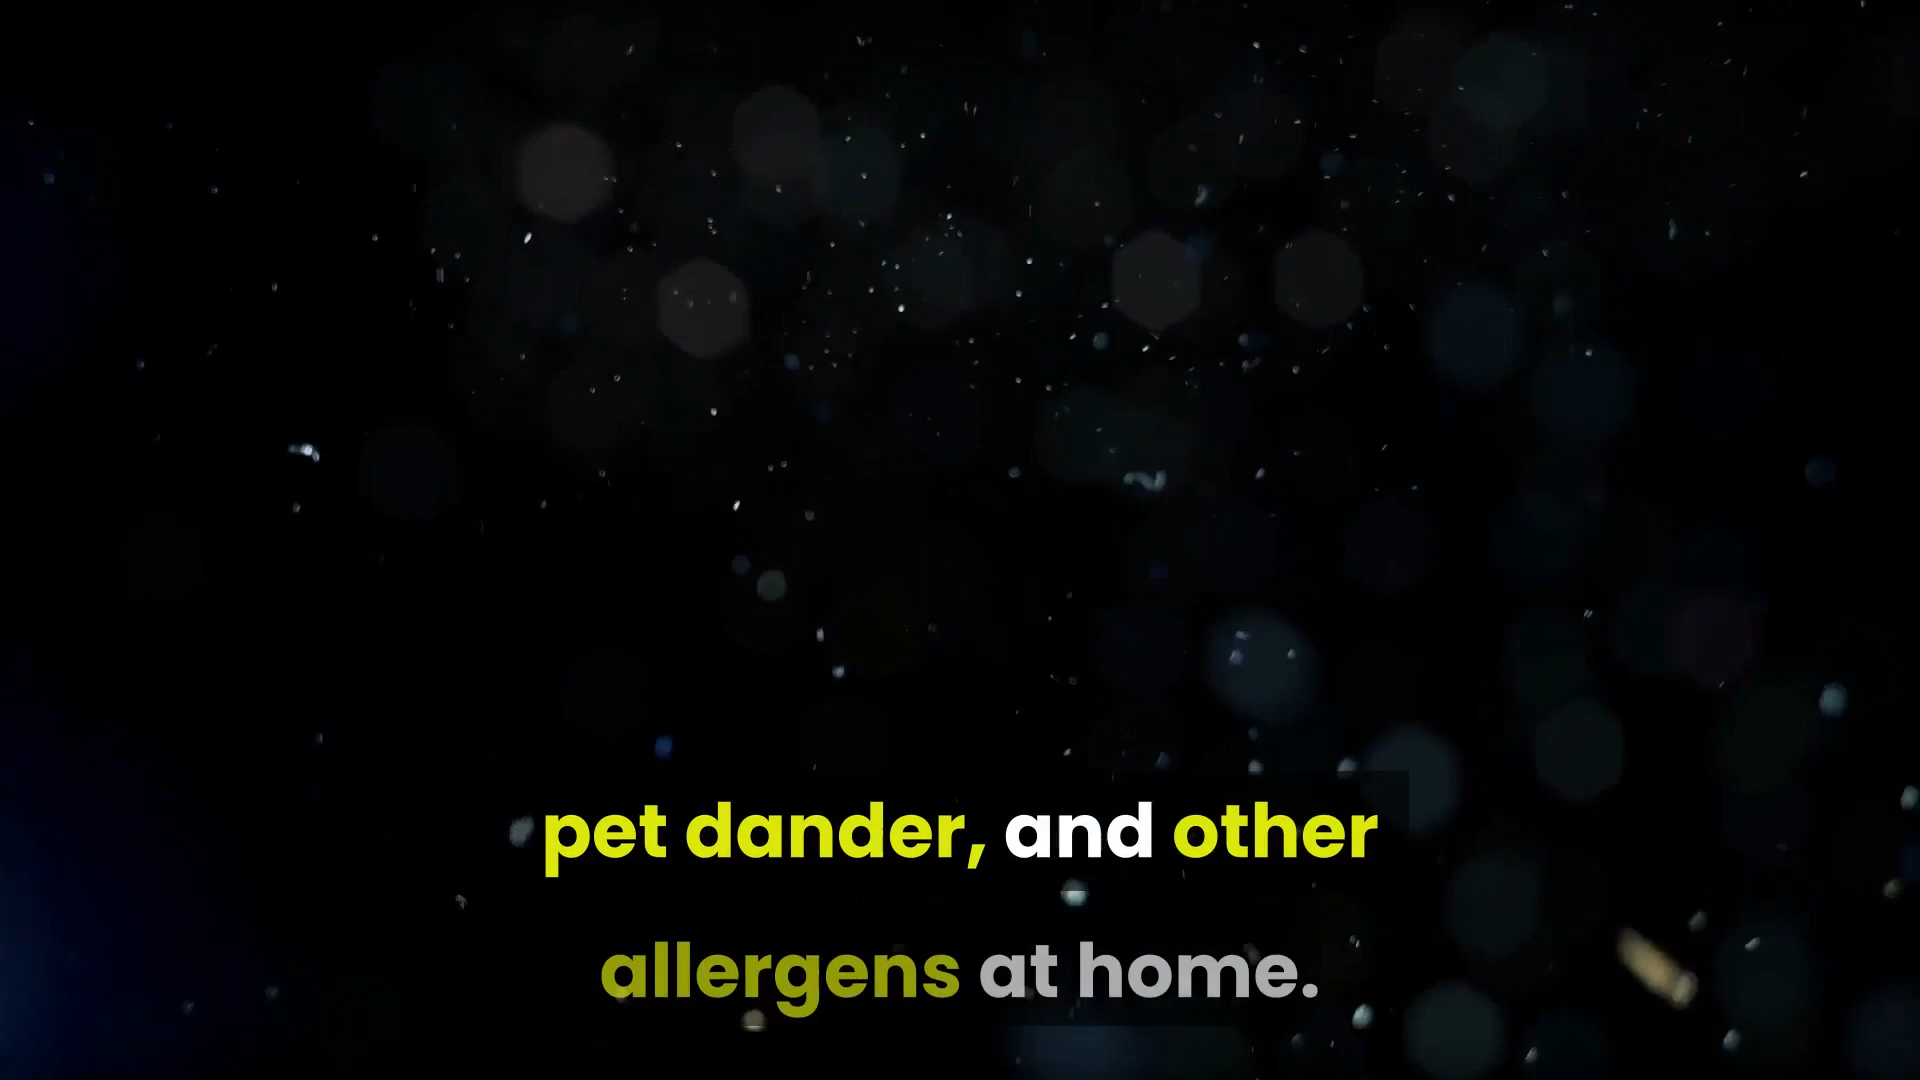 pet dander, and other
allergens at home.